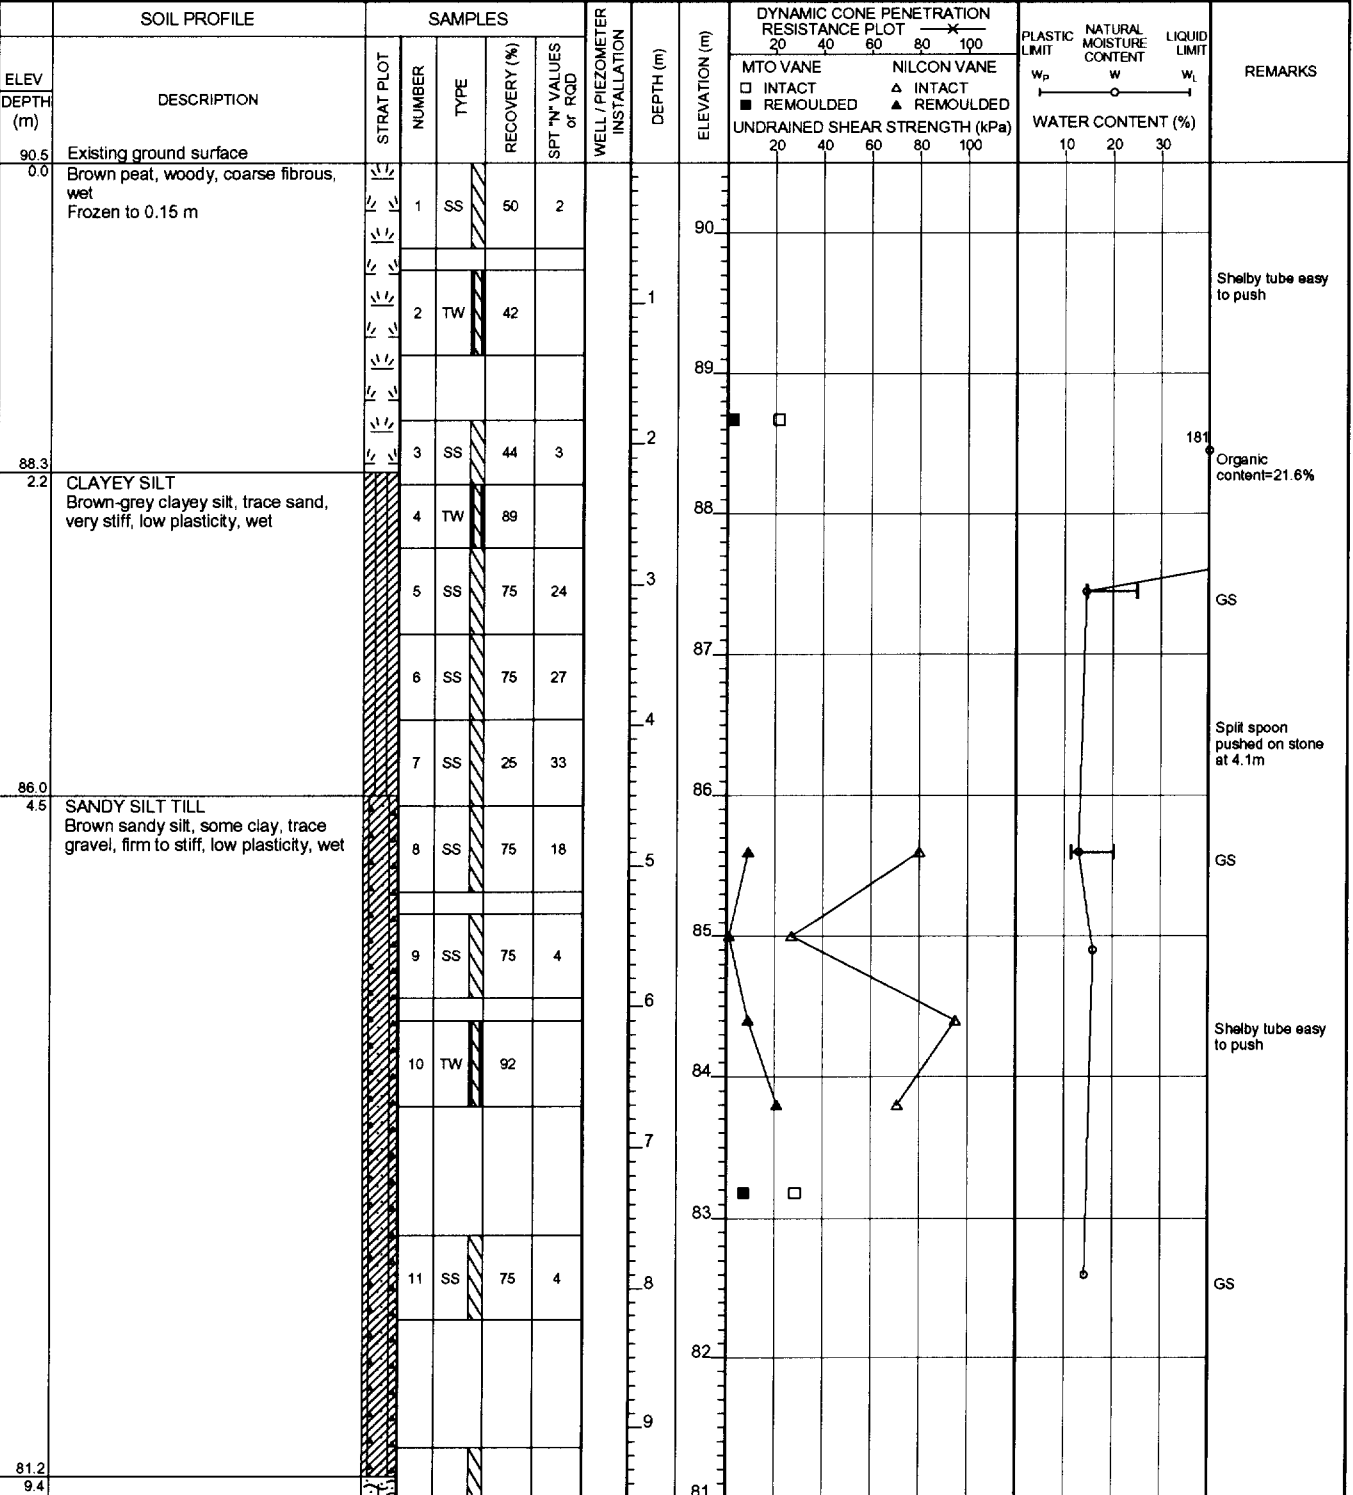 SOIL PROFILE
SAMPLES
ELEV
DEPTH
(m)
DESCRIPTION
STRAT PLOT
NUMBER
TYPE
RECOVERY (%)
SPT "N" VALUES
or RQD
WELL / PIEZOMETER
INSTALLATION
DEPTH (m)
ELEVATION (m)
DYNAMIC CONE PENETRATION
RESISTANCE PLOT
20 40 60 80 100
MTO VANE NILCON VANE
INTACT INTACT
REMOULDED REMOULDED
UNDRAINED SHEAR STRENGTH (kPa)
20 40 60 80 100
PLASTIC
LIMIT
NATURAL
MOISTURE
CONTENT
LIQUID
LIMIT
WP W WL
WATER CONTENT (%)
10 20 30
REMARKS
90.5 Existing ground surface
0.0 Brown peat, woody, coarse fibrous,
wet
Frozen to 0.15 m
1 SS 50 2
90
Shelby tube easy
to push
1
2 TW 42
89
2
181
3 SS 44 3
88.3
Organic
content=21.6%
2.2 CLAYEY SILT
Brown-grey clayey silt, trace sand,
very stiff, low plasticity, wet
4 TW 89
88
3
5 SS 75 24
GS
87
6 SS 75 27
4
Split spoon
pushed on stone
at 4.1m
7 SS 25 33
86.0
86
4.5 SANDY SILT TILL
Brown sandy silt, some clay, trace
gravel, firm to stiff, low plasticity, wet
8 SS 75 18
5
GS
85
9 SS 75 4
6
Shelby tube easy
to push
10 TW 92
84
7
83
11 SS 75 4
8
GS
82
9
81.2
9.4
81